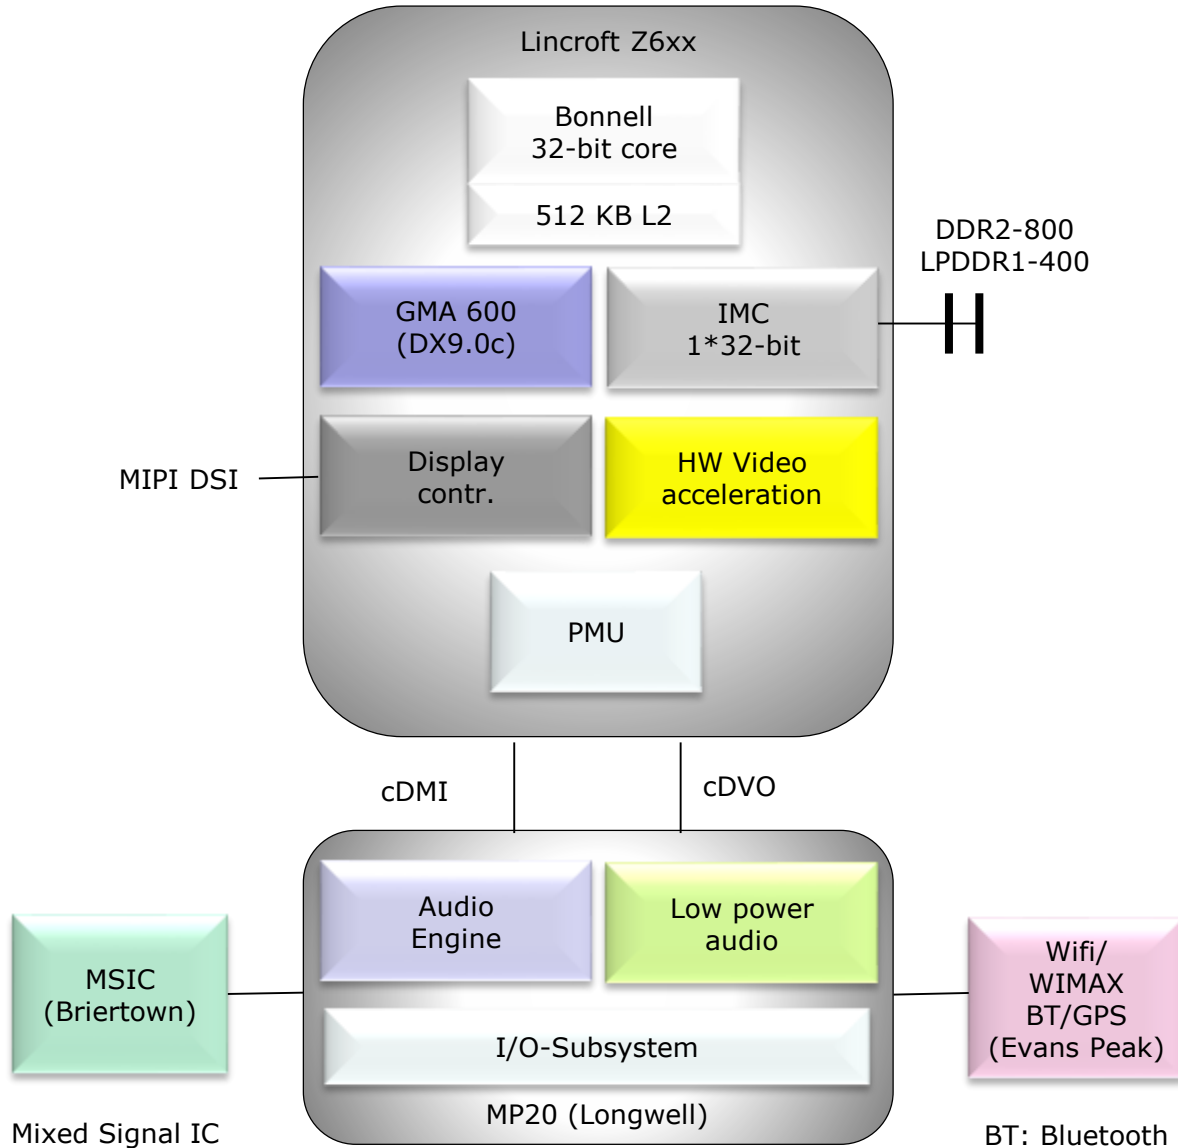 Lincroft Z6xx
Bonnell
32-bit core
512 KB L2
DDR2-800
LPDDR1-400
GMA 600
(DX9.0c)
IMC
1*32-bit
MIPI DSI
Display
contr.
HW Video
acceleration
PMU
cDMI
cDVO
Audio
Engine
Low power
audio
MSIC
(Briertown)
Wifi/
WIMAX
BT/GPS
(Evans Peak)
I/O-Subsystem
MP20 (Longwell)
Mixed Signal IC
BT: Bluetooth